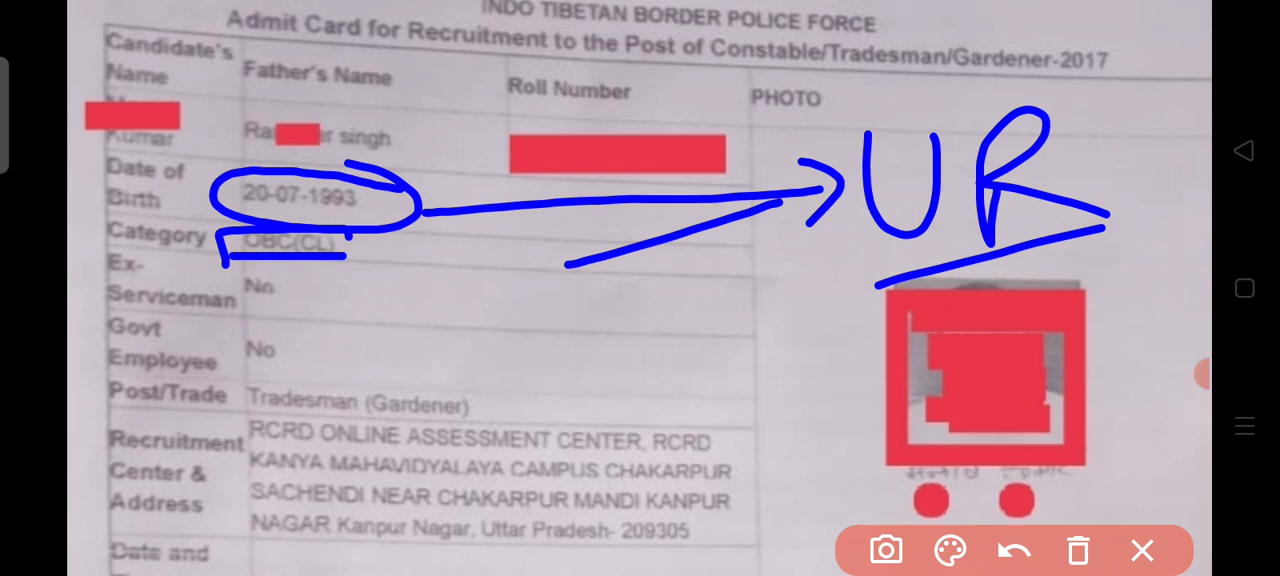 INDO TIBETAN BORDER POLICE FORCE
Admit Card for Recruitment to the Post of Constable/Tradesman/Gardener-2017
Candidate's Name Father's Name Roll Number PHOTO
Kumar singh
Date of Birth 20-07-1993
UR
Category OBC(CL)
Ex-Serviceman No
Govt Employee No
Post/Trade Tradesman (Gardener)
Recruitment Center & Address RCRD ONLINE ASSESSMENT CENTER, RCRD
KANYA MAHAVIDYALAYA CAMPUS CHAKARPUR
SACHENDI NEAR CHAKARPUR MANDI KANPUR
NAGAR Kanpur Nagar, Uttar Pradesh- 209305
Date and